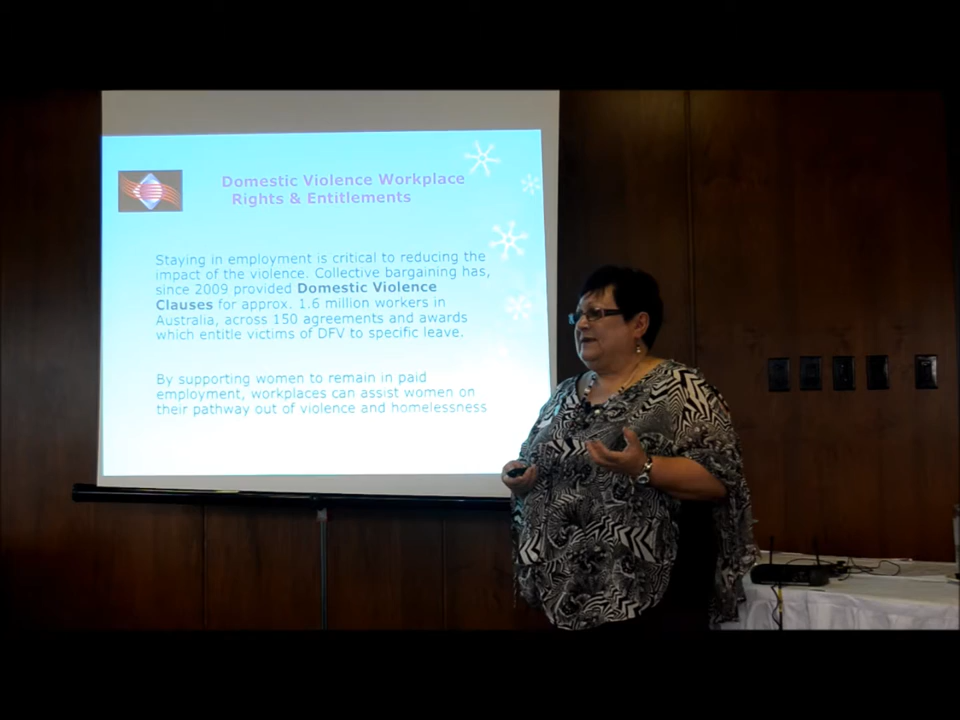 Domestic Violence Workplace
Rights & Entitlements
Staying in employment is critical to reducing the
impact of the violence. Collective bargaining has,
since 2009 provided Domestic Violence
Clauses for approx. 1.6 million workers in
Australia, across 150 agreements and awards
which entitle victims of DFV to specific leave.
By supporting women to remain in paid
employment, workplaces can assist women on
their pathway out of violence and homelessness